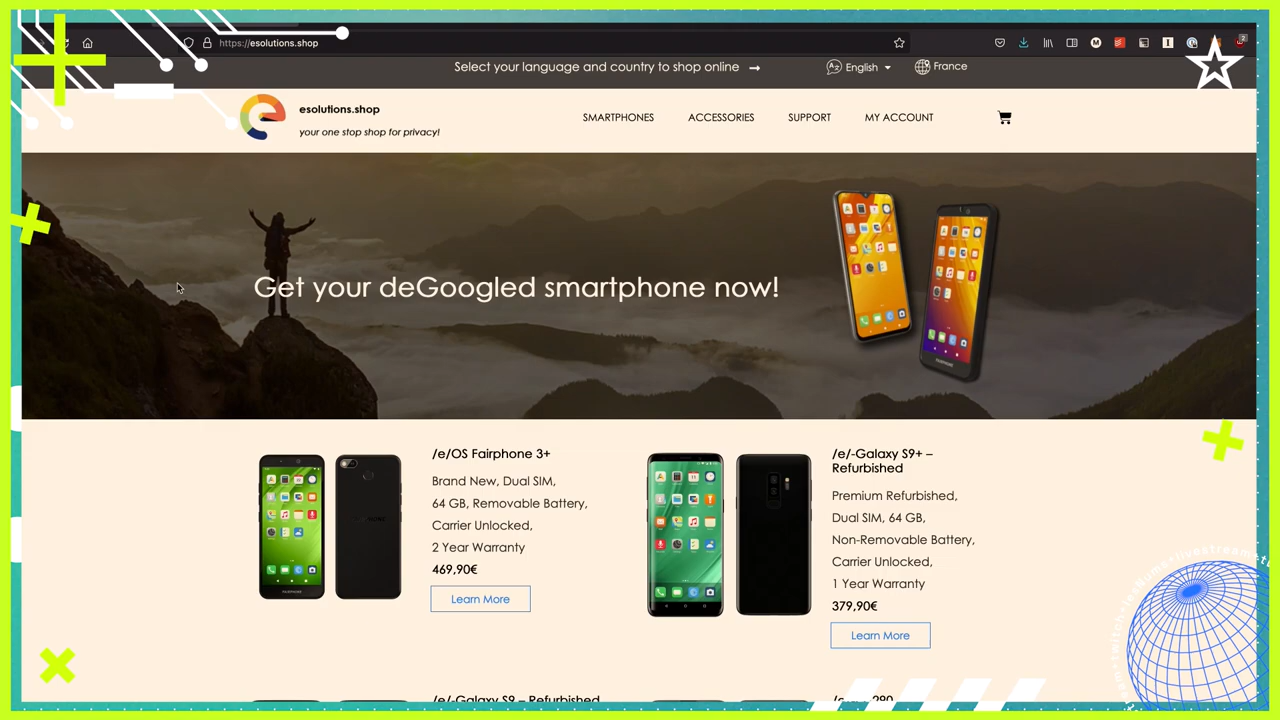 https://esolutions.shop
Select your language and country to shop online →
English
France
esolutions.shop
your one stop shop for privacy!
SMARTPHONES
ACCESSORIES
SUPPORT
MY ACCOUNT
Get your deGoogled smartphone now!
/e/OS Fairphone 3+
Brand New, Dual SIM,
64 GB, Removable Battery,
Carrier Unlocked,
2 Year Warranty
469,90€
Learn More
/e/-Galaxy S9+ –
Refurbished
Premium Refurbished,
Dual SIM, 64 GB,
Non-Removable Battery,
Carrier Unlocked,
1 Year Warranty
379,90€
Learn More
/e/-Galaxy S9 – Refurbished